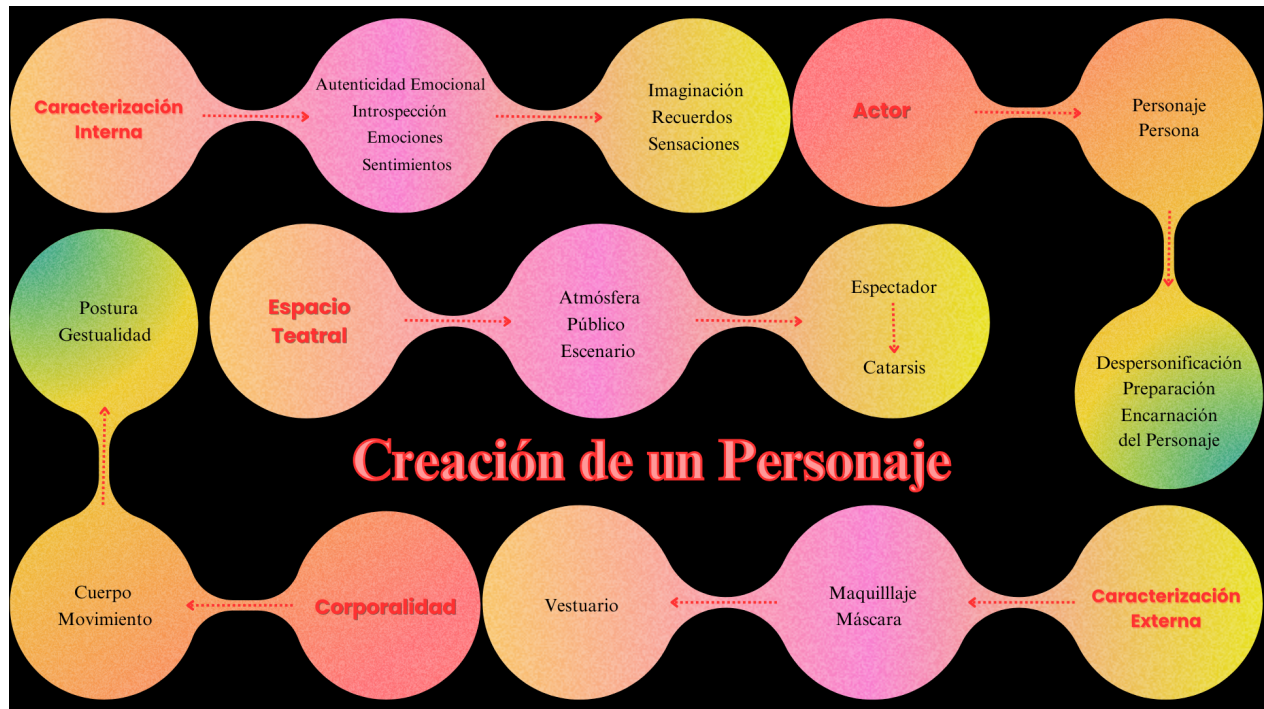 Caracterización
Interna
Autenticidad Emocional
Introspección
Emociones
Sentimientos
Imaginación
Recuerdos
Sensaciones
Actor
Personaje
Persona
Despersonificación
Preparación
Encarnación
del Personaje
Postura
Gestualidad
Espacio
Teatral
Atmósfera
Público
Escenario
Espectador
Catarsis
Creación de un Personaje
Cuerpo
Movimiento
Corporalidad
Vestuario
Maquilllaje
Máscara
Caracterización
Externa